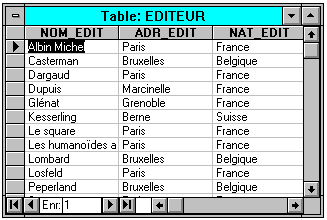 Table: EDITEUR
NOM_EDIT ADR_EDIT NAT_EDIT
Albin Michel Paris France
Casterman Bruxelles Belgique
Dargaud Paris France
Dupuis Marcinelle France
Glénat Grenoble France
Kesserling Berne Suisse
Le square Paris France
Les humanoïdes a Paris France
Lombard Bruxelles Belgique
Losfeld Paris France
Peperland Bruxelles Belgique
Enr: 1